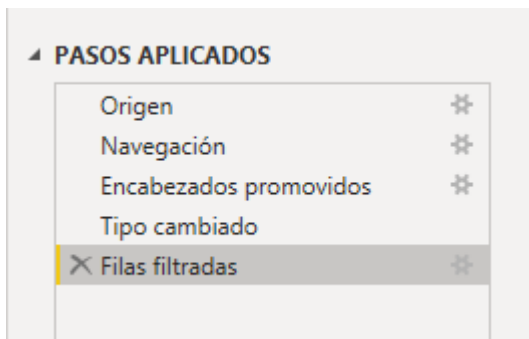 PASOS APLICADOS
Origen
Navegación
Encabezados promovidos
Tipo cambiado
Filas filtradas